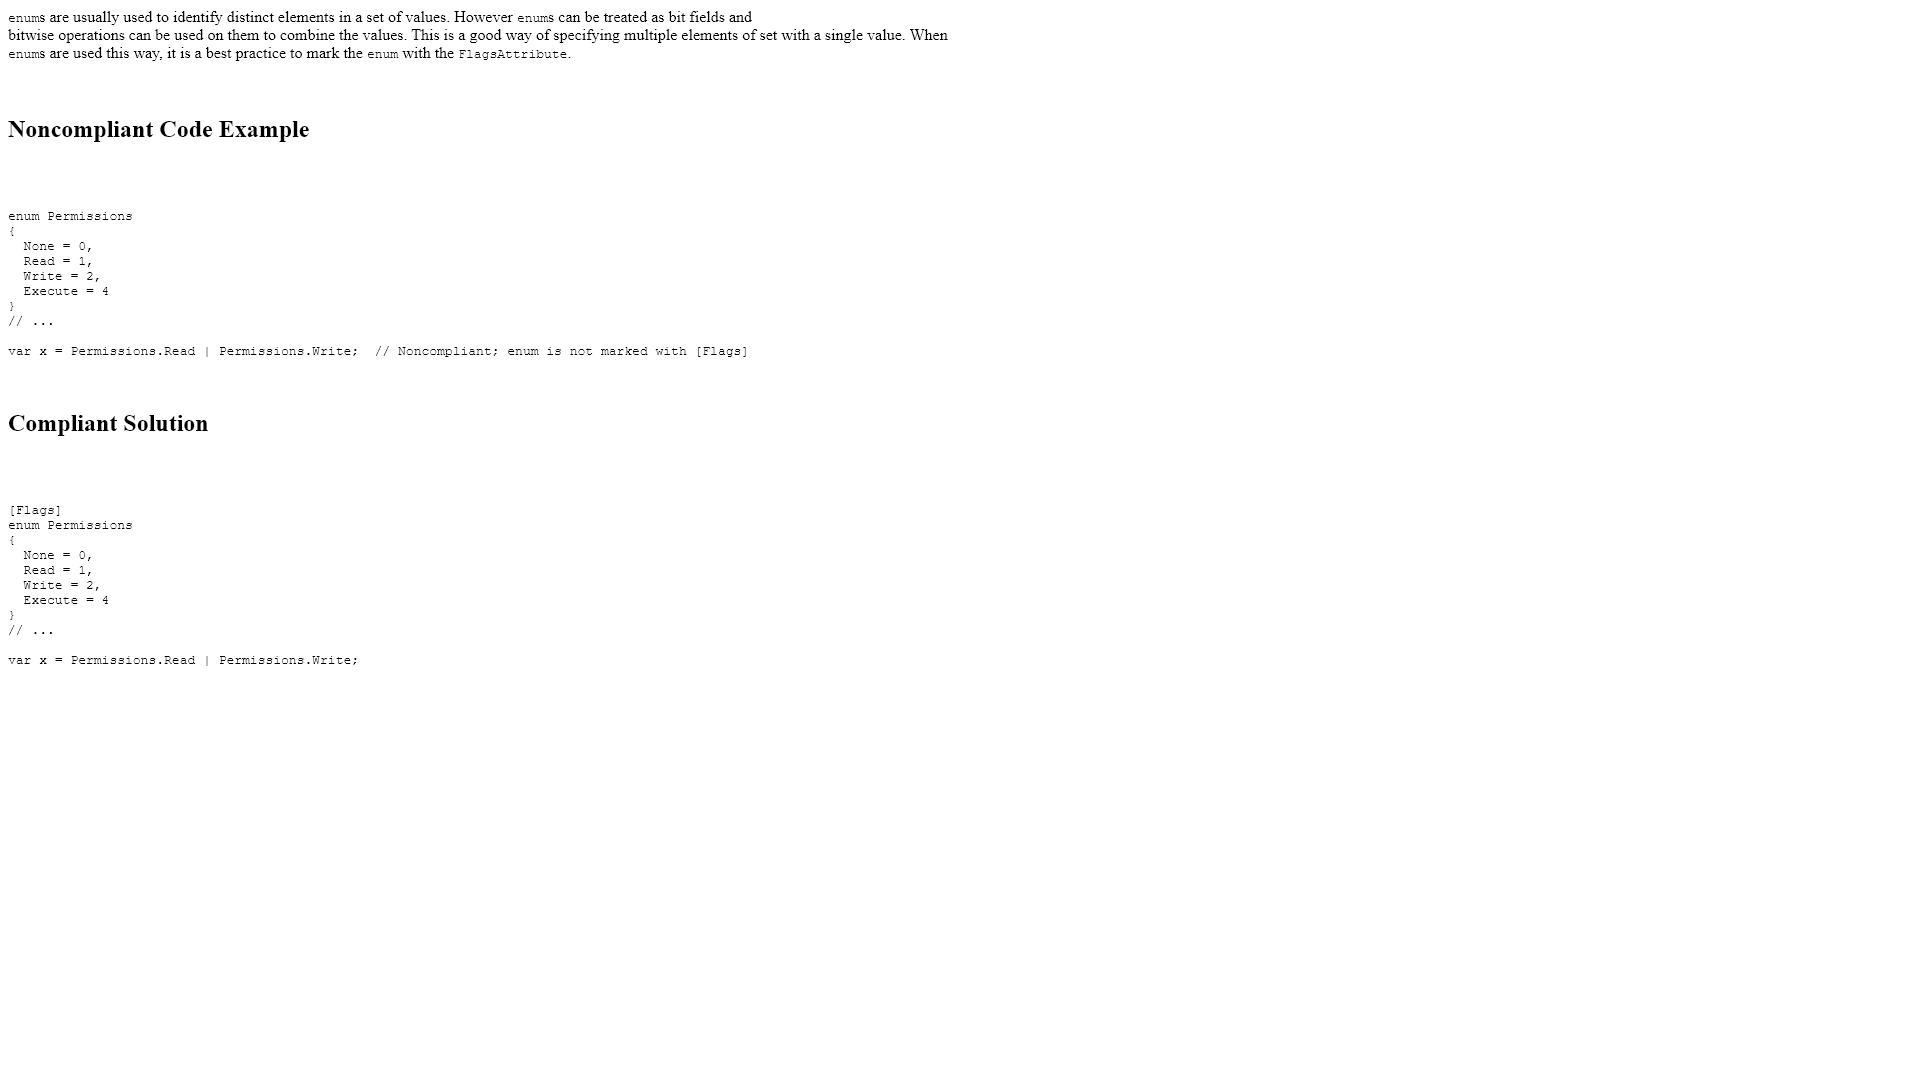 enums are usually used to identify distinct elements in a set of values. However enums can be treated as bit fields and
bitwise operations can be used on them to combine the values. This is a good way of specifying multiple elements of set with a single value. When
enums are used this way, it is a best practice to mark the enum with the FlagsAttribute.
Noncompliant Code Example
enum Permissions
{
  None = 0,
  Read = 1,
  Write = 2,
  Execute = 4
}
// ...
var x = Permissions.Read | Permissions.Write;  // Noncompliant; enum is not marked with [Flags]
Compliant Solution
[Flags]
enum Permissions
{
  None = 0,
  Read = 1,
  Write = 2,
  Execute = 4
}
// ...
var x = Permissions.Read | Permissions.Write;